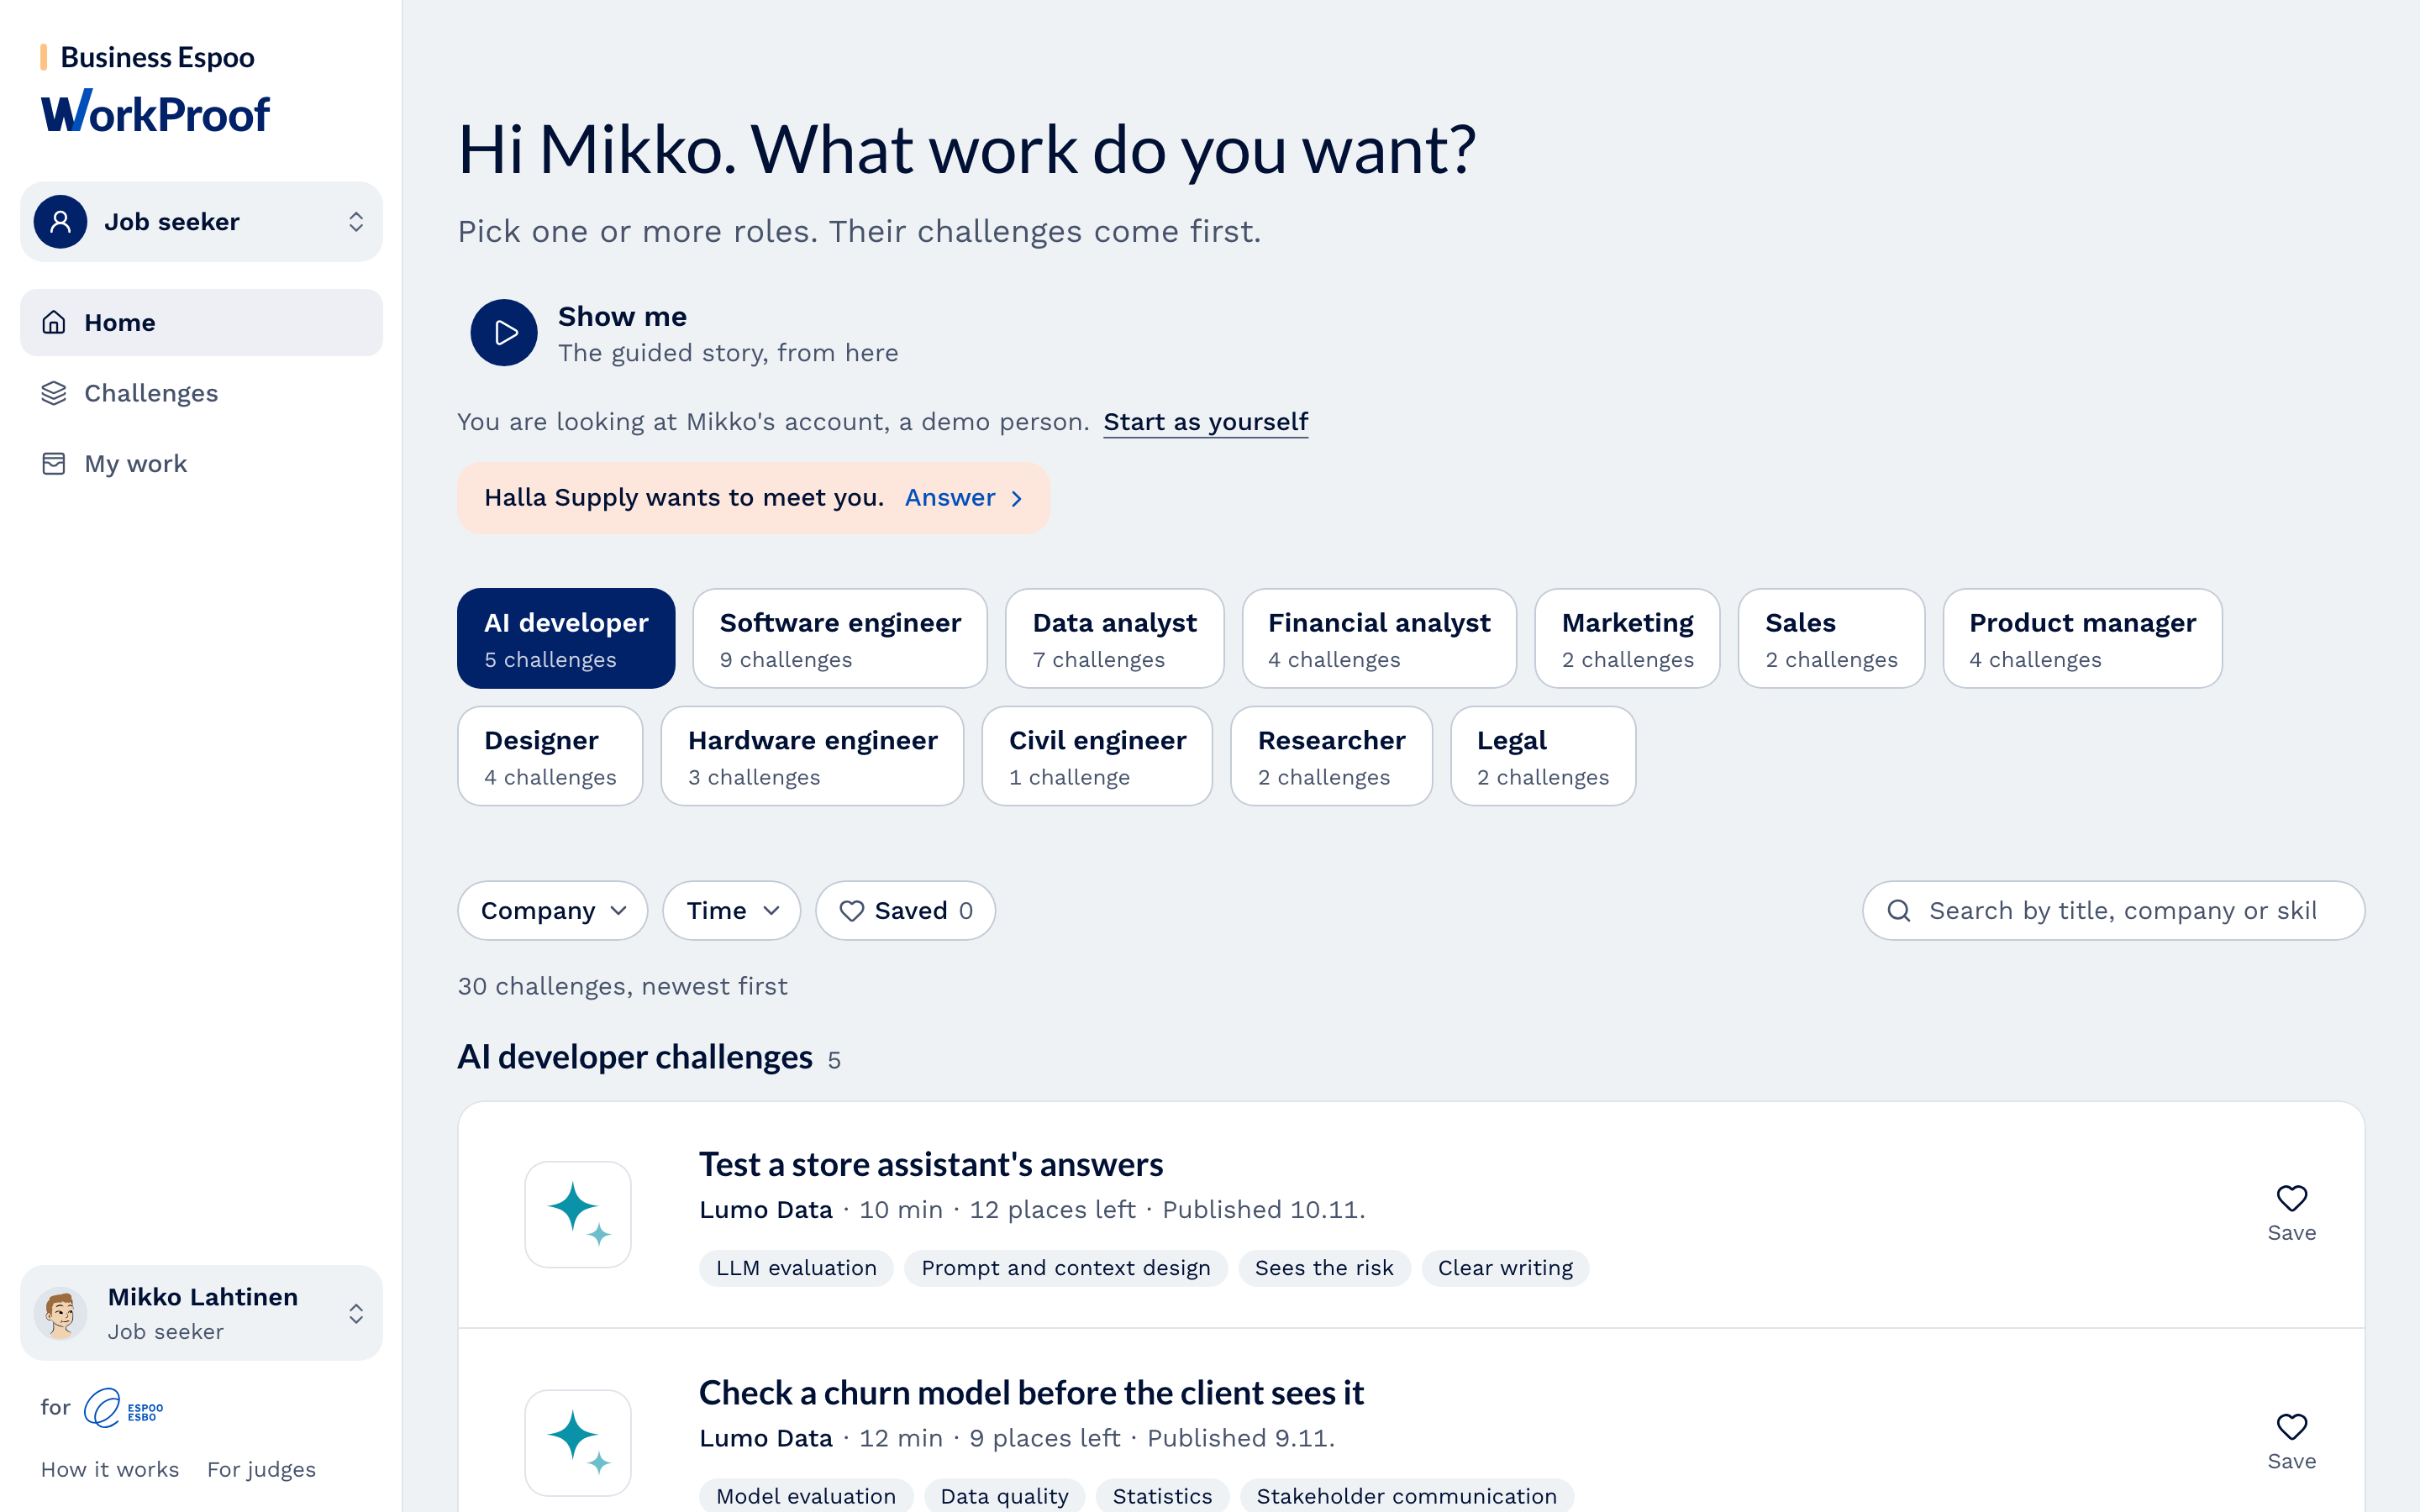 Business Espoo
WorkProof
Job seeker
Home
Challenges
My work
Mikko Lahtinen
Job seeker
for ESPOO ESBO
How it works For judges
Hi Mikko. What work do you want?
Pick one or more roles. Their challenges come first.
Show me
The guided story, from here
You are looking at Mikko's account, a demo person. Start as yourself
Halla Supply wants to meet you. Answer
AI developer
5 challenges
Software engineer
9 challenges
Data analyst
7 challenges
Financial analyst
4 challenges
Marketing
2 challenges
Sales
2 challenges
Product manager
4 challenges
Designer
4 challenges
Hardware engineer
3 challenges
Civil engineer
1 challenge
Researcher
2 challenges
Legal
2 challenges
Company Time Saved 0 Search by title, company or skil
30 challenges, newest first
AI developer challenges 5
Test a store assistant's answers
Lumo Data · 10 min · 12 places left · Published 10.11.
LLM evaluation Prompt and context design Sees the risk Clear writing
Save
Check a churn model before the client sees it
Lumo Data · 12 min · 9 places left · Published 9.11.
Model evaluation Data quality Statistics Stakeholder communication
Save